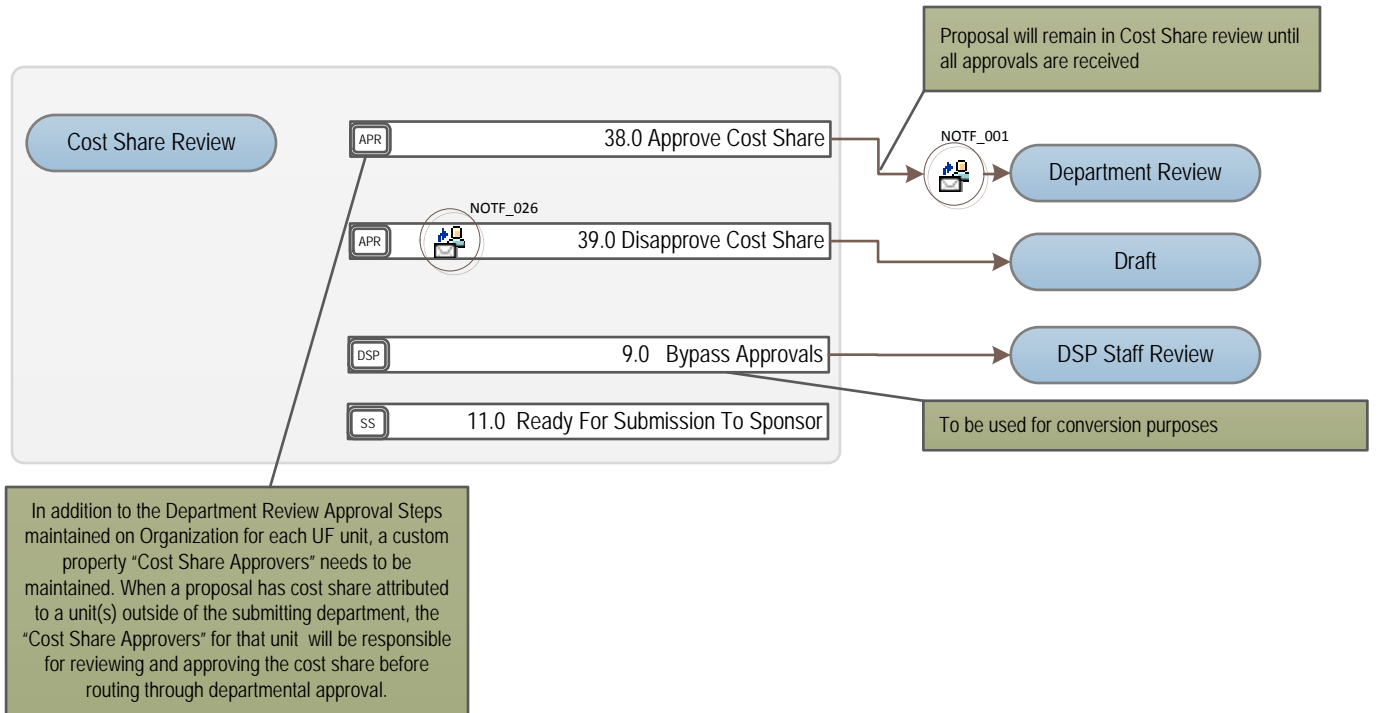 Proposal will remain in Cost Share review until
all approvals are received
Cost Share Review
APR
38.0 Approve Cost Share
NOTF_001
Department Review
NOTF_026
APR
39.0 Disapprove Cost Share
Draft
DSP
9.0 Bypass Approvals
DSP Staff Review
SS
11.0 Ready For Submission To Sponsor
To be used for conversion purposes
In addition to the Department Review Approval Steps
maintained on Organization for each UF unit, a custom
property “Cost Share Approvers” needs to be
maintained. When a proposal has cost share attributed
to a unit(s) outside of the submitting department, the
“Cost Share Approvers” for that unit will be responsible
for reviewing and approving the cost share before
routing through departmental approval.